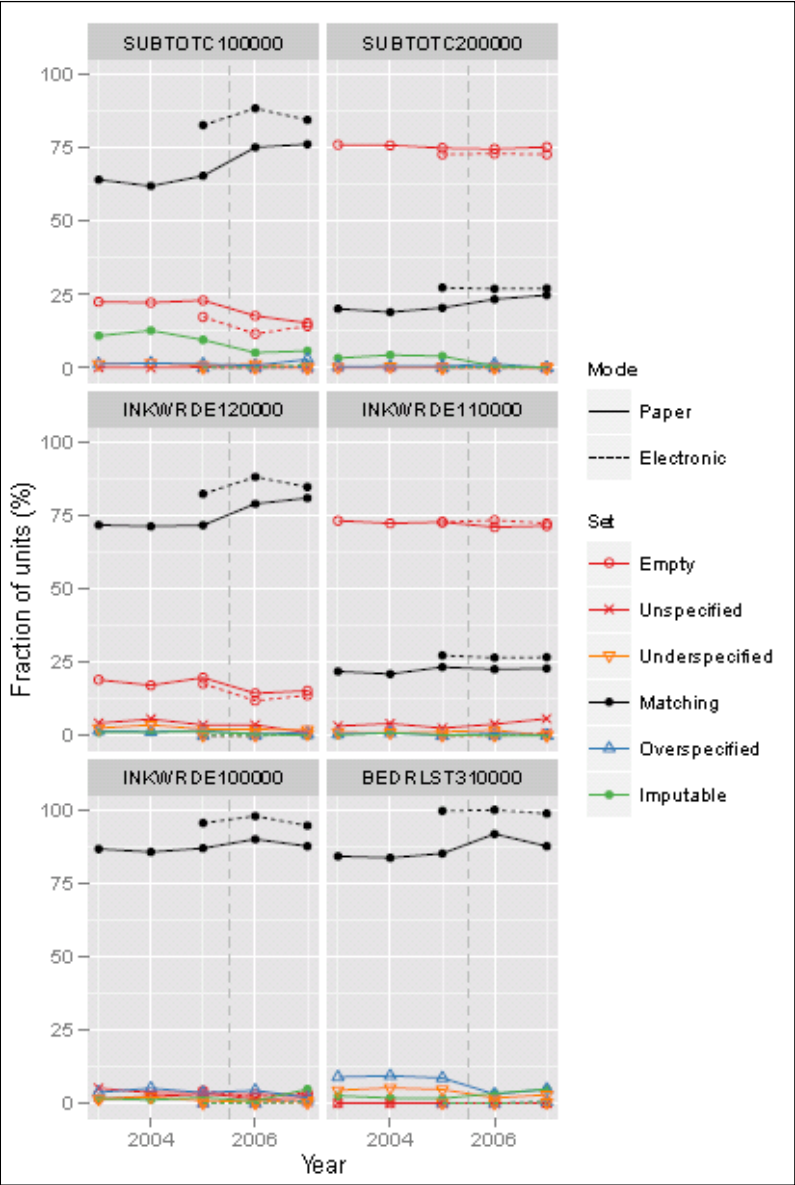 SUBTOTC100000 SUBTOTC200000
100
75
50
25
0
INKWRDE120000 INKWRDE110000
100
75
50
25
0
INKWRDE100000 BEDRLST310000
100
75
50
25
0
2004 2006 2004 2006
Year
Fraction of units (%)
Mode
Paper
Electronic
Set
Empty
Unspecified
Underspecified
Matching
Overspecified
Imputable